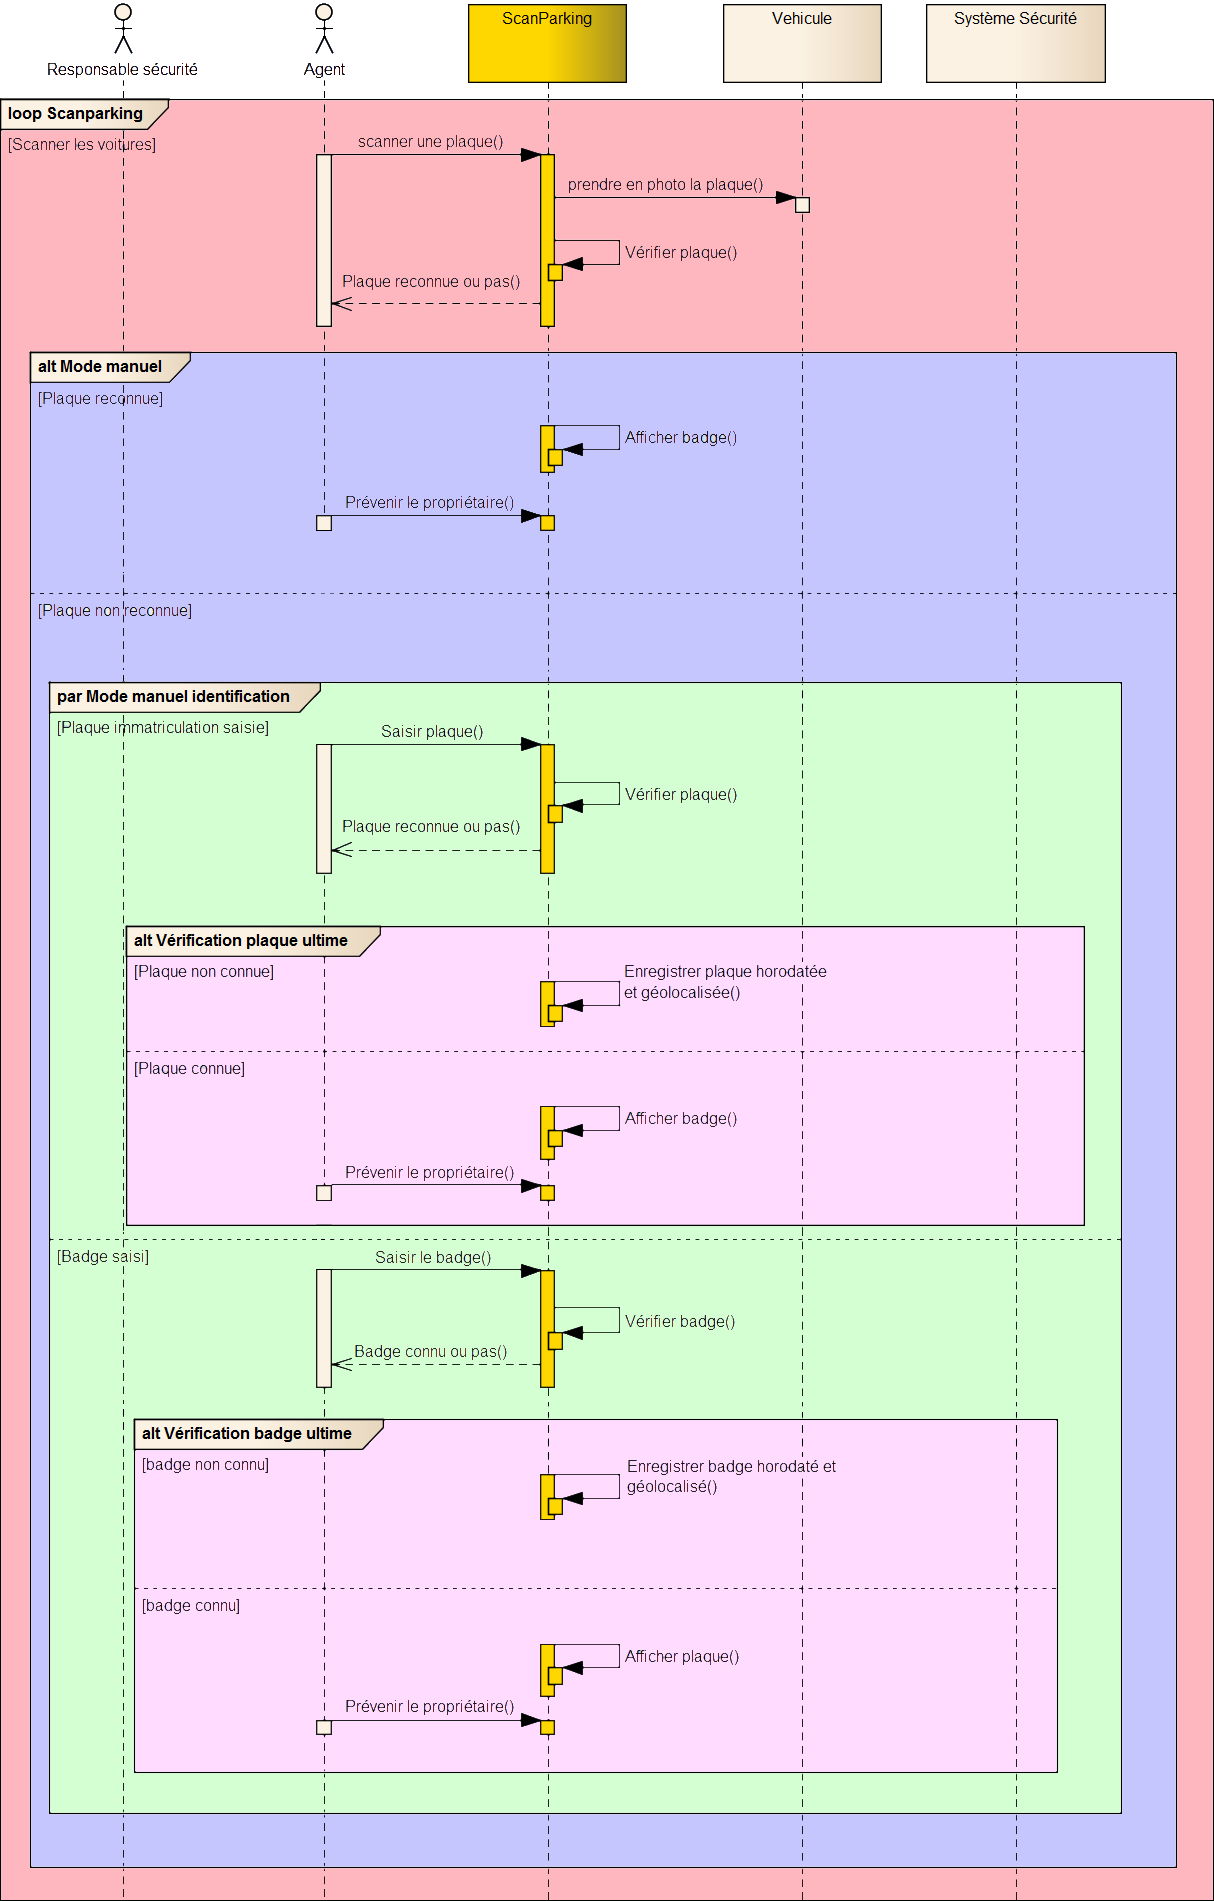 Responsable sécurité
Agent
ScanParking
Vehicule
Système Sécurité
loop Scanparking
[Scanner les voitures]
scanner une plaque()
prendre en photo la plaque()
Vérifier plaque()
Plaque reconnue ou pas()
alt Mode manuel
[Plaque reconnue]
Afficher badge()
Prévenir le propriétaire()
[Plaque non reconnue]
par Mode manuel identification
[Plaque immatriculation saisie]
Saisir plaque()
Vérifier plaque()
Plaque reconnue ou pas()
alt Vérification plaque ultime
[Plaque non connue]
Enregistrer plaque horodatée
et géolocalisée()
[Plaque connue]
Afficher badge()
Prévenir le propriétaire()
[Badge saisi]
Saisir le badge()
Vérifier badge()
Badge connu ou pas()
alt Vérification badge ultime
[badge non connu]
Enregistrer badge horodaté et
géolocalisé()
[badge connu]
Afficher plaque()
Prévenir le propriétaire()